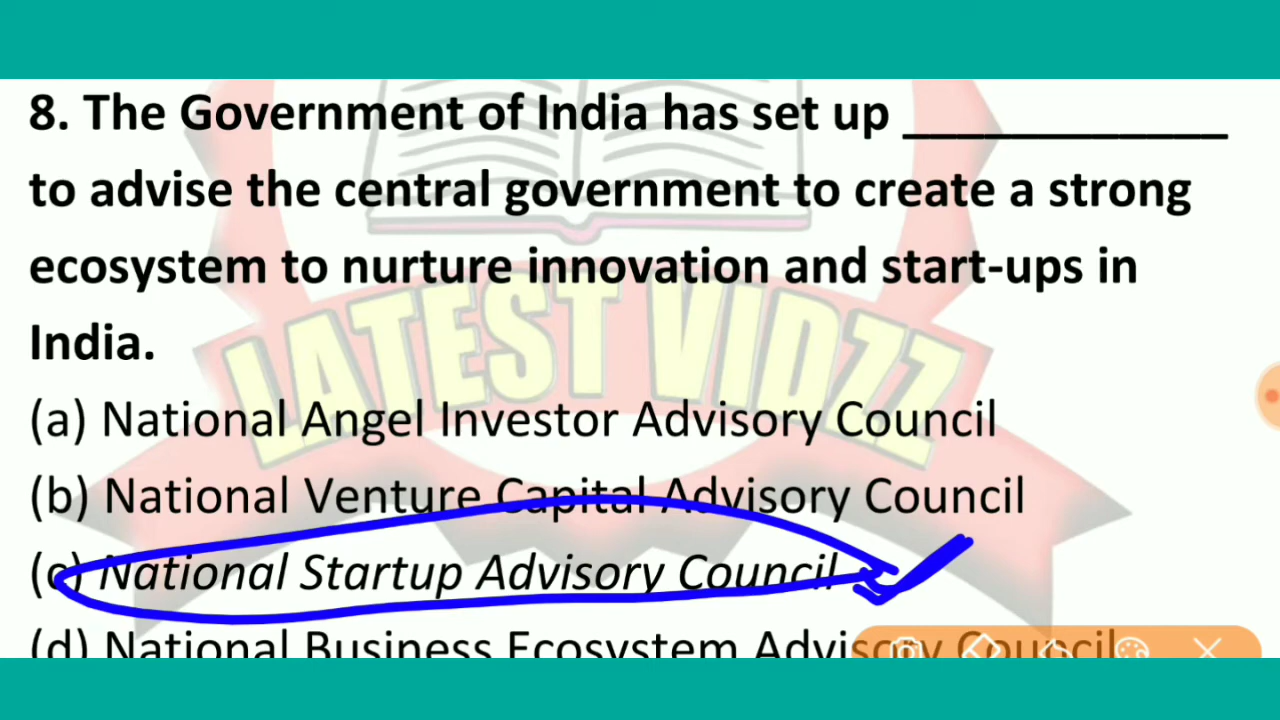 8. The Government of India has set up ____________
to advise the central government to create a strong
ecosystem to nurture innovation and start-ups in
India.
(a) National Angel Investor Advisory Council
(b) National Venture Capital Advisory Council
(c) National Startup Advisory Council
(d) National Business Ecosystem Advisory Council
LATEST VIDZZ